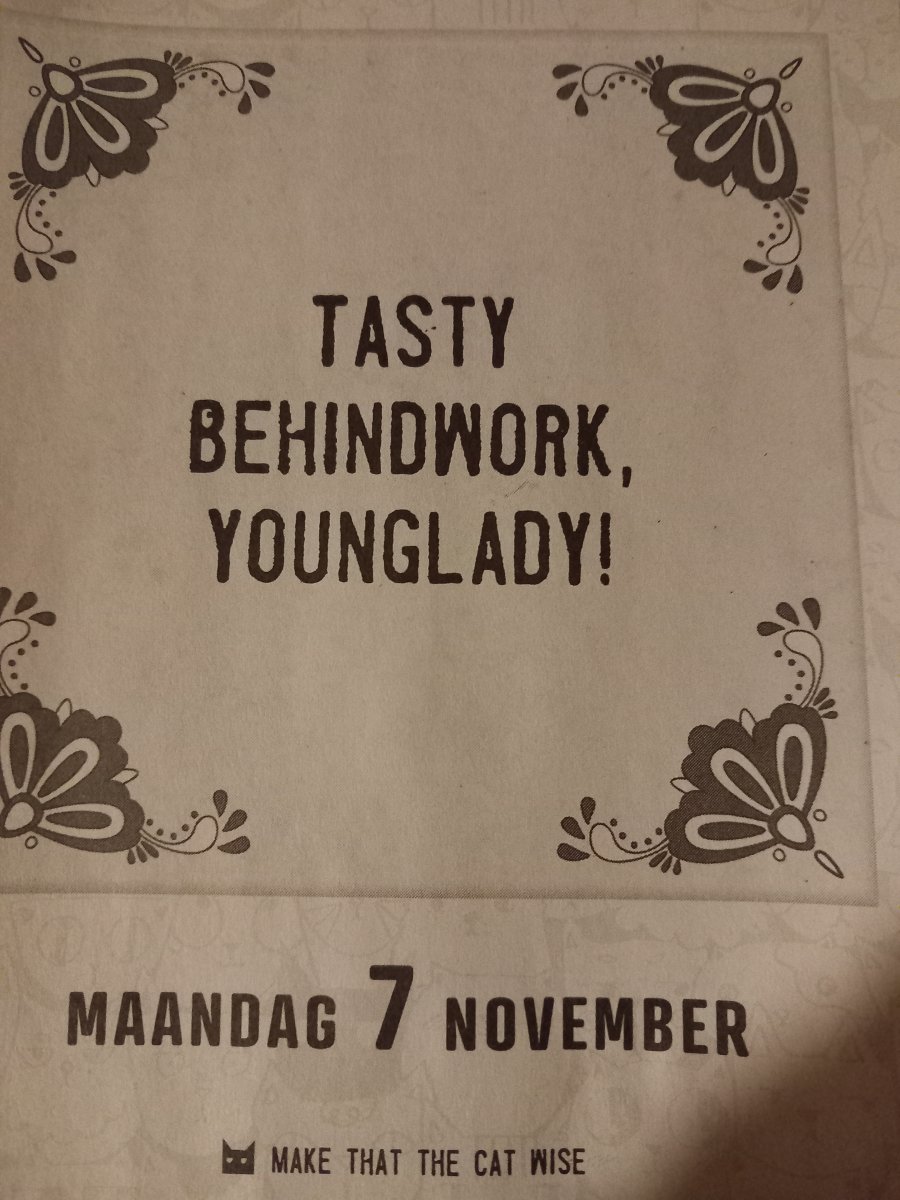 TASTY
BEHINDWORK,
YOUNGLADY!
MAANDAG 7 NOVEMBER
MAKE THAT THE CAT WISE